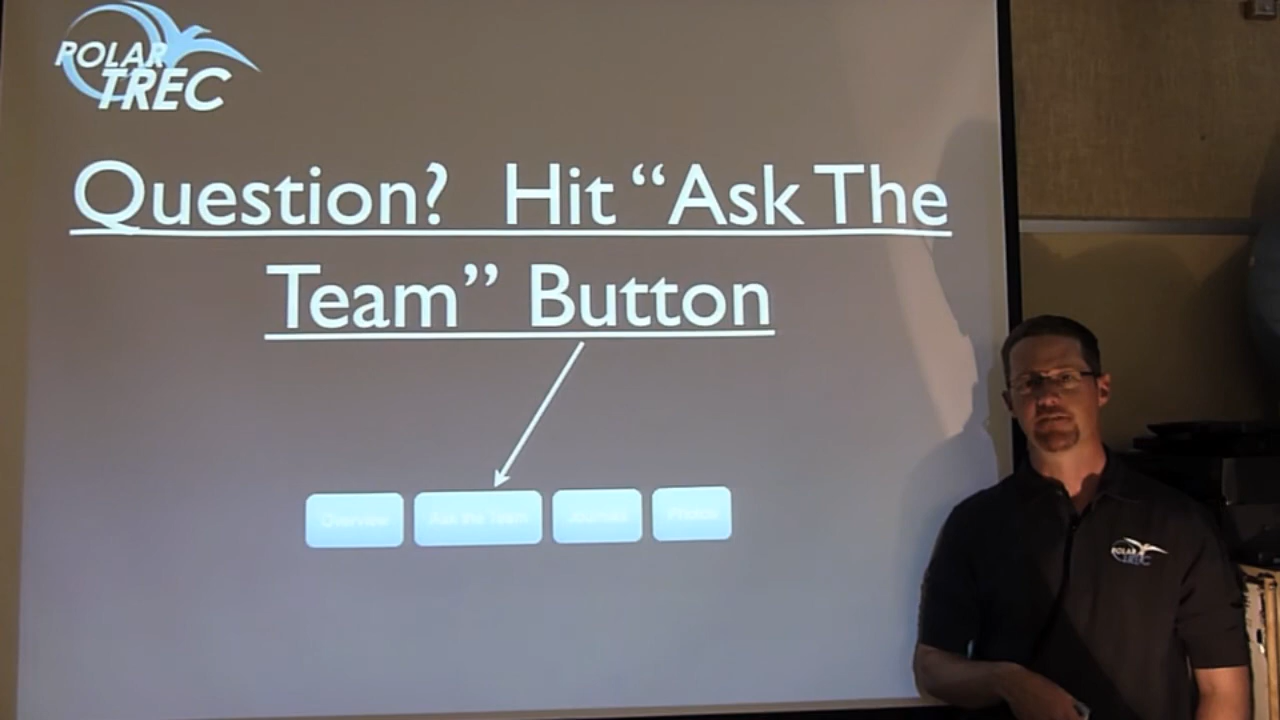 POLAR
TREC
Question? Hit “Ask The
Team” Button
Overview
Ask the Team
Journals
Photos
POLAR
TREC